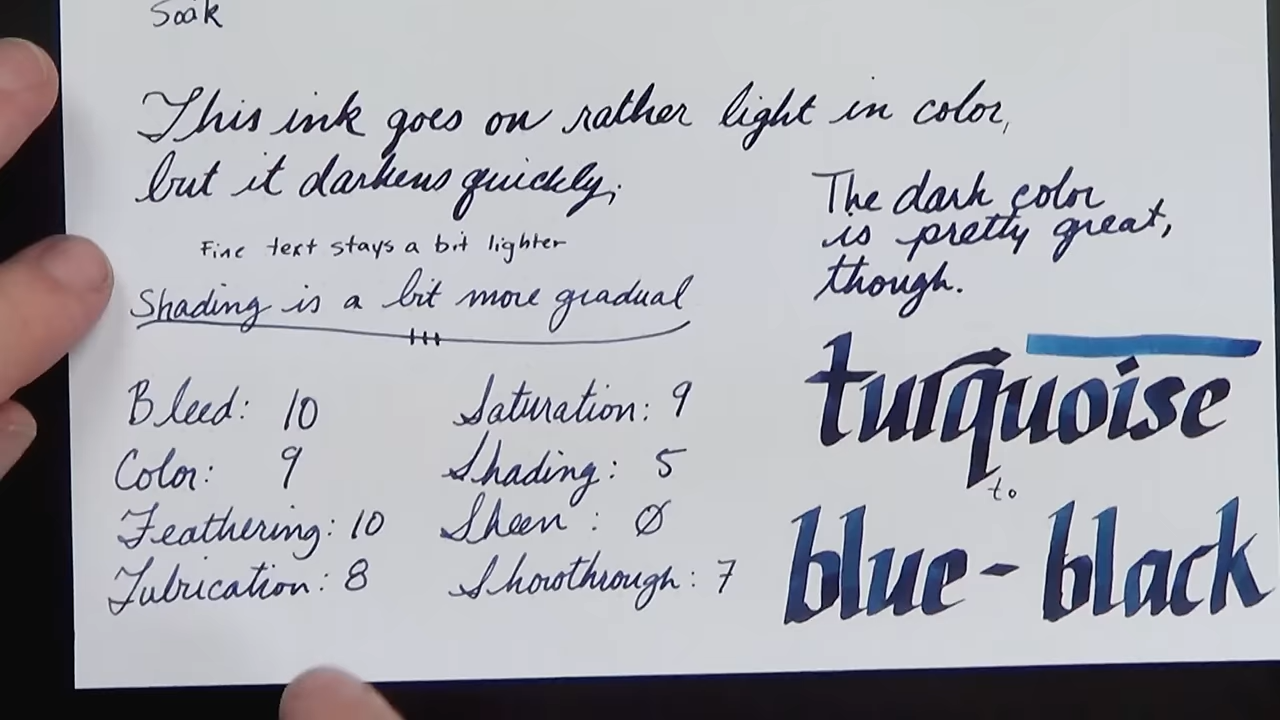 Soak
This ink goes on rather light in color,
but it darkens quickly.
Fine text stays a bit lighter
Shading is a bit more gradual
The dark color
is pretty great,
though.
turquoise
to
blue-black
Bleed: 10
Color: 9
Feathering: 10
Lubrication: 8
Saturation: 9
Shading: 5
Sheen: Ø
Showthrough: 7